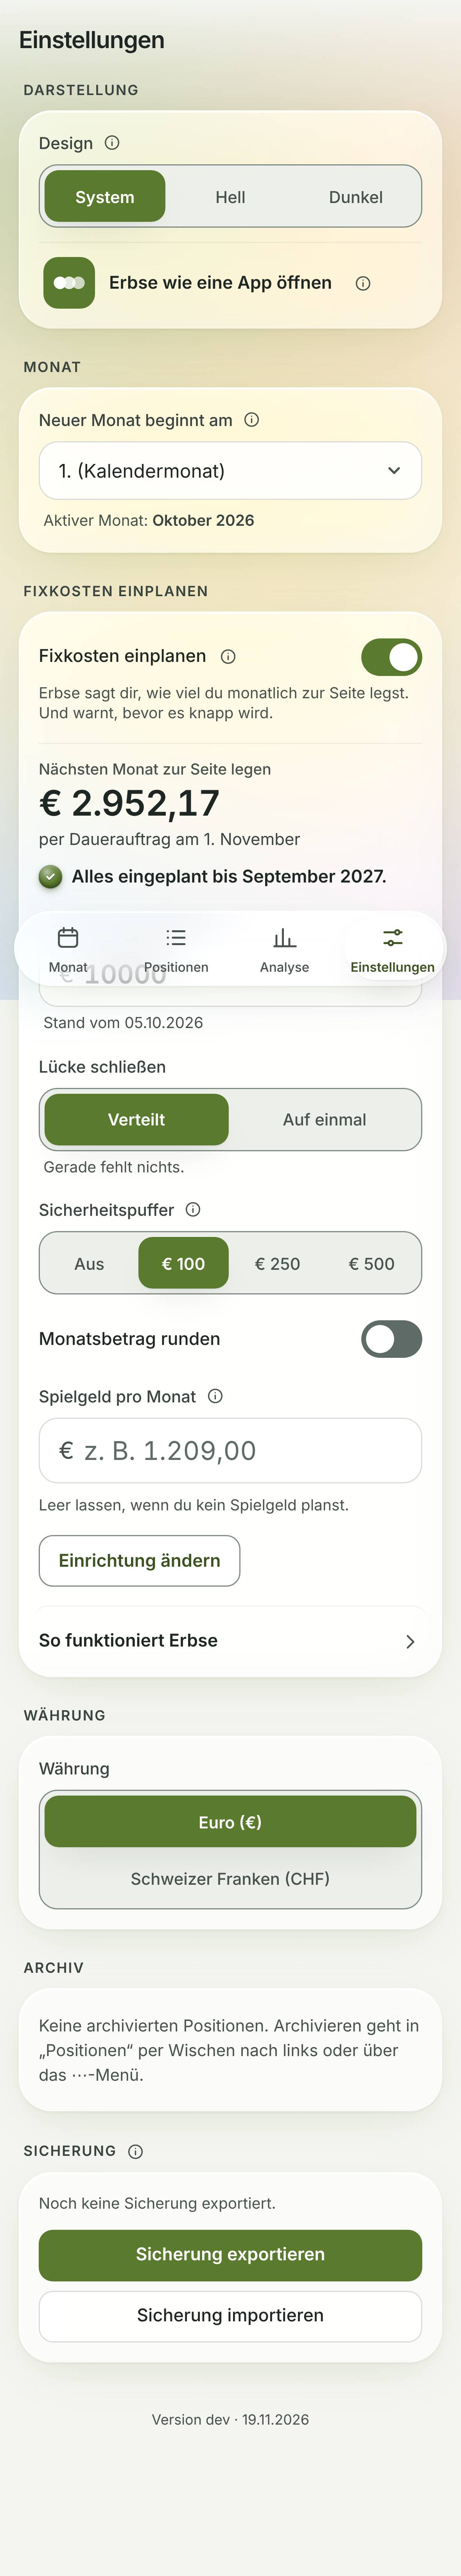 Einstellungen
DARSTELLUNG
Design
System
Hell
Dunkel
Erbse wie eine App öffnen
MONAT
Neuer Monat beginnt am
1. (Kalendermonat)
Aktiver Monat: Oktober 2026
FIXKOSTEN EINPLANEN
Fixkosten einplanen
Erbse sagt dir, wie viel du monatlich zur Seite legst.
Und warnt, bevor es knapp wird.
Nächsten Monat zur Seite legen
€ 2.952,17
per Dauerauftrag am 1. November
Alles eingeplant bis September 2027.
Monat
Positionen
Analyse
Einstellungen
€ 10000
Stand vom 05.10.2026
Lücke schließen
Verteilt
Auf einmal
Gerade fehlt nichts.
Sicherheitspuffer
Aus
€ 100
€ 250
€ 500
Monatsbetrag runden
Spielgeld pro Monat
€ z. B. 1.209,00
Leer lassen, wenn du kein Spielgeld planst.
Einrichtung ändern
So funktioniert Erbse
WÄHRUNG
Währung
Euro (€)
Schweizer Franken (CHF)
ARCHIV
Keine archivierten Positionen. Archivieren geht in
„Positionen“ per Wischen nach links oder über
das ⋯-Menü.
SICHERUNG
Noch keine Sicherung exportiert.
Sicherung exportieren
Sicherung importieren
Version dev · 19.11.2026